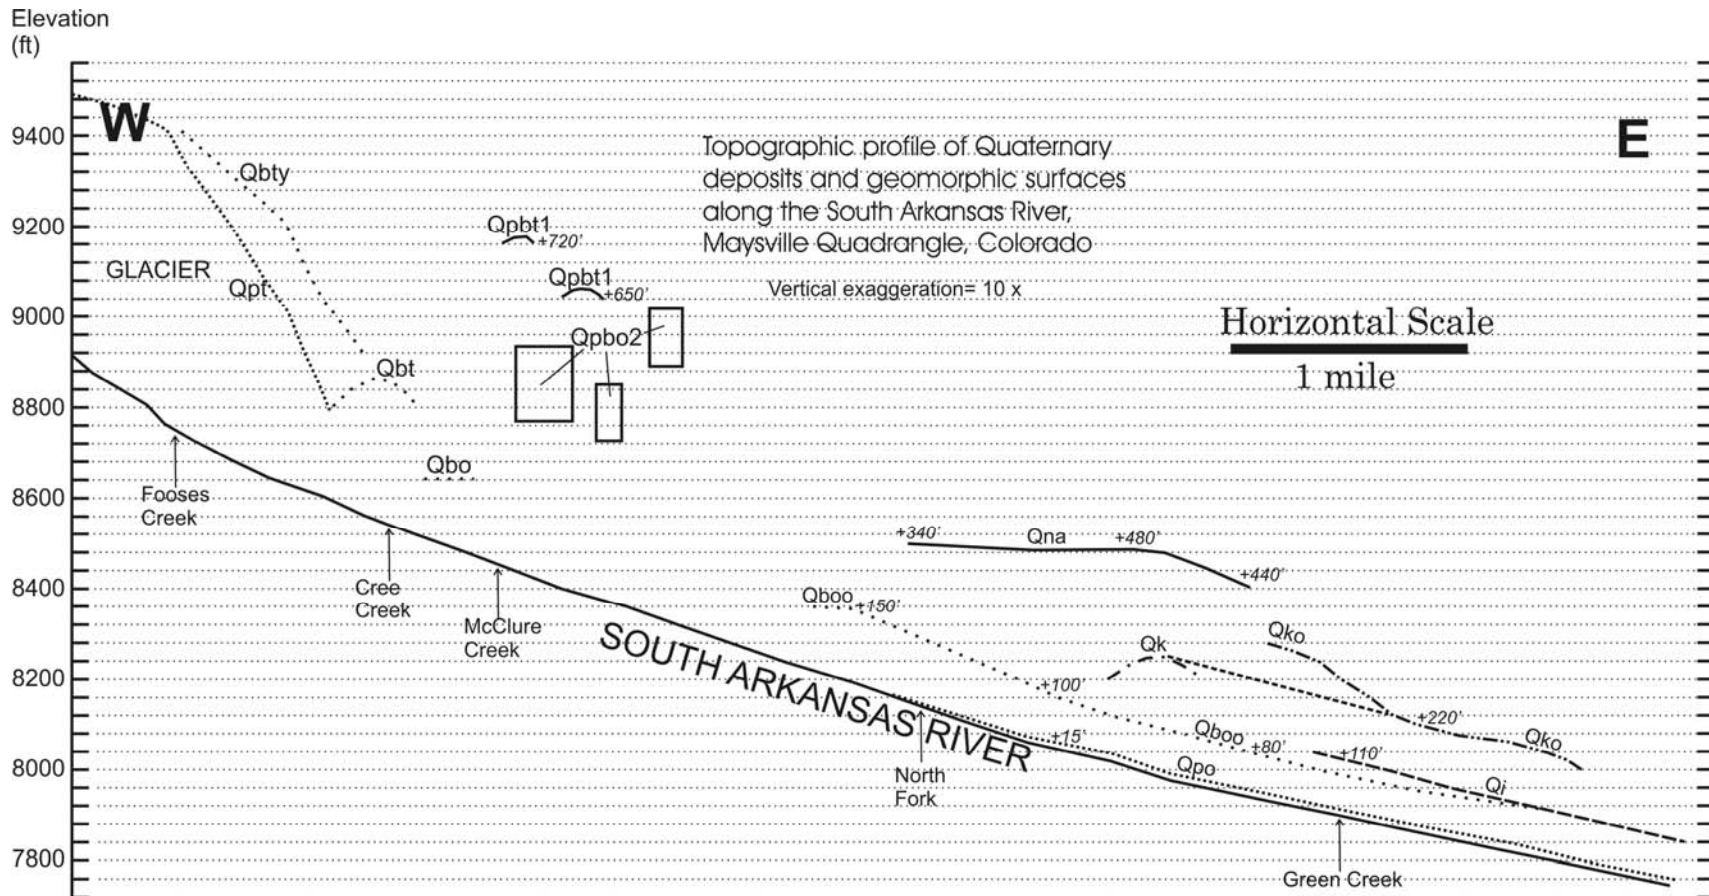 Elevation
(ft)
W
E
9400
9200
9000
8800
8600
8400
8200
8000
7800
Topographic profile of Quaternary
deposits and geomorphic surfaces
along the South Arkansas River,
Maysville Quadrangle, Colorado
Vertical exaggeration= 10 x
Horizontal Scale
1 mile
Qbty
GLACIER
Qpt
Qbt
Qpbt1
+720'
Qpbt1
+650'
Qpbo2
Qbo
Fooses
Creek
Cree
Creek
McClure
Creek
SOUTH ARKANSAS RIVER
+340'
Qna
+480'
+440'
Qboo
+150'
+100'
Qk
Qko
+220'
Qko
Qboo
+80'
+110'
Qi
+15'
Qpo
North
Fork
Green Creek